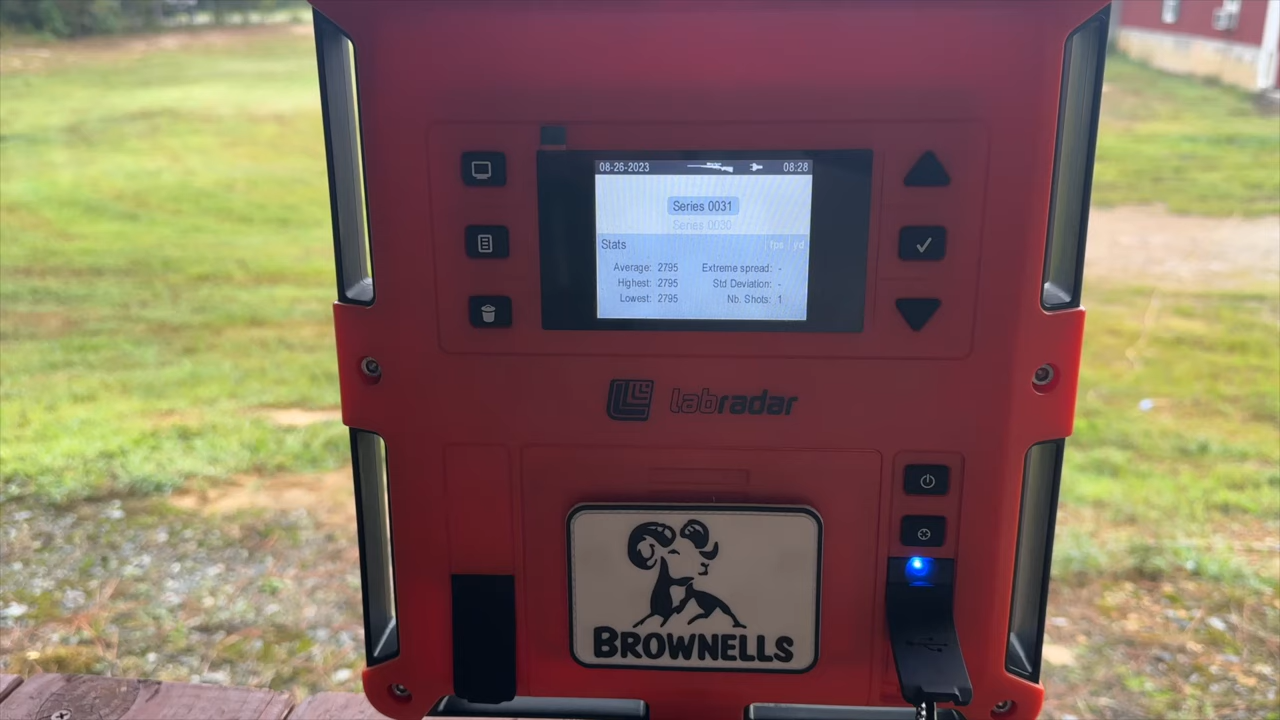 08-26-2023 08:28
Series 0031
Series 0030
Stats fps yd
Average: 2795 Extreme spread: -
Highest: 2795 Std Deviation: -
Lowest: 2795 Nb. Shots: 1
labradar
BROWNELLS